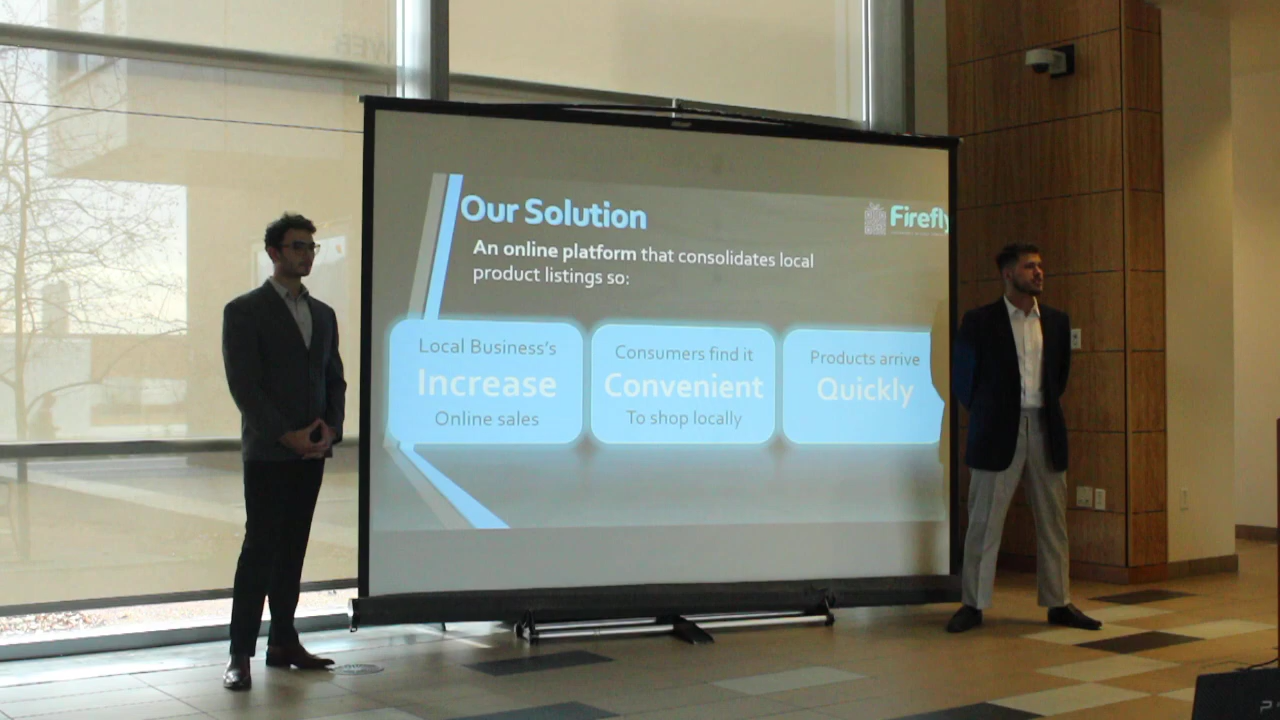 Our Solution
Firefly
An online platform that consolidates local
product listings so:
Local Business's
Increase
Online sales
Consumers find it
Convenient
To shop locally
Products arrive
Quickly